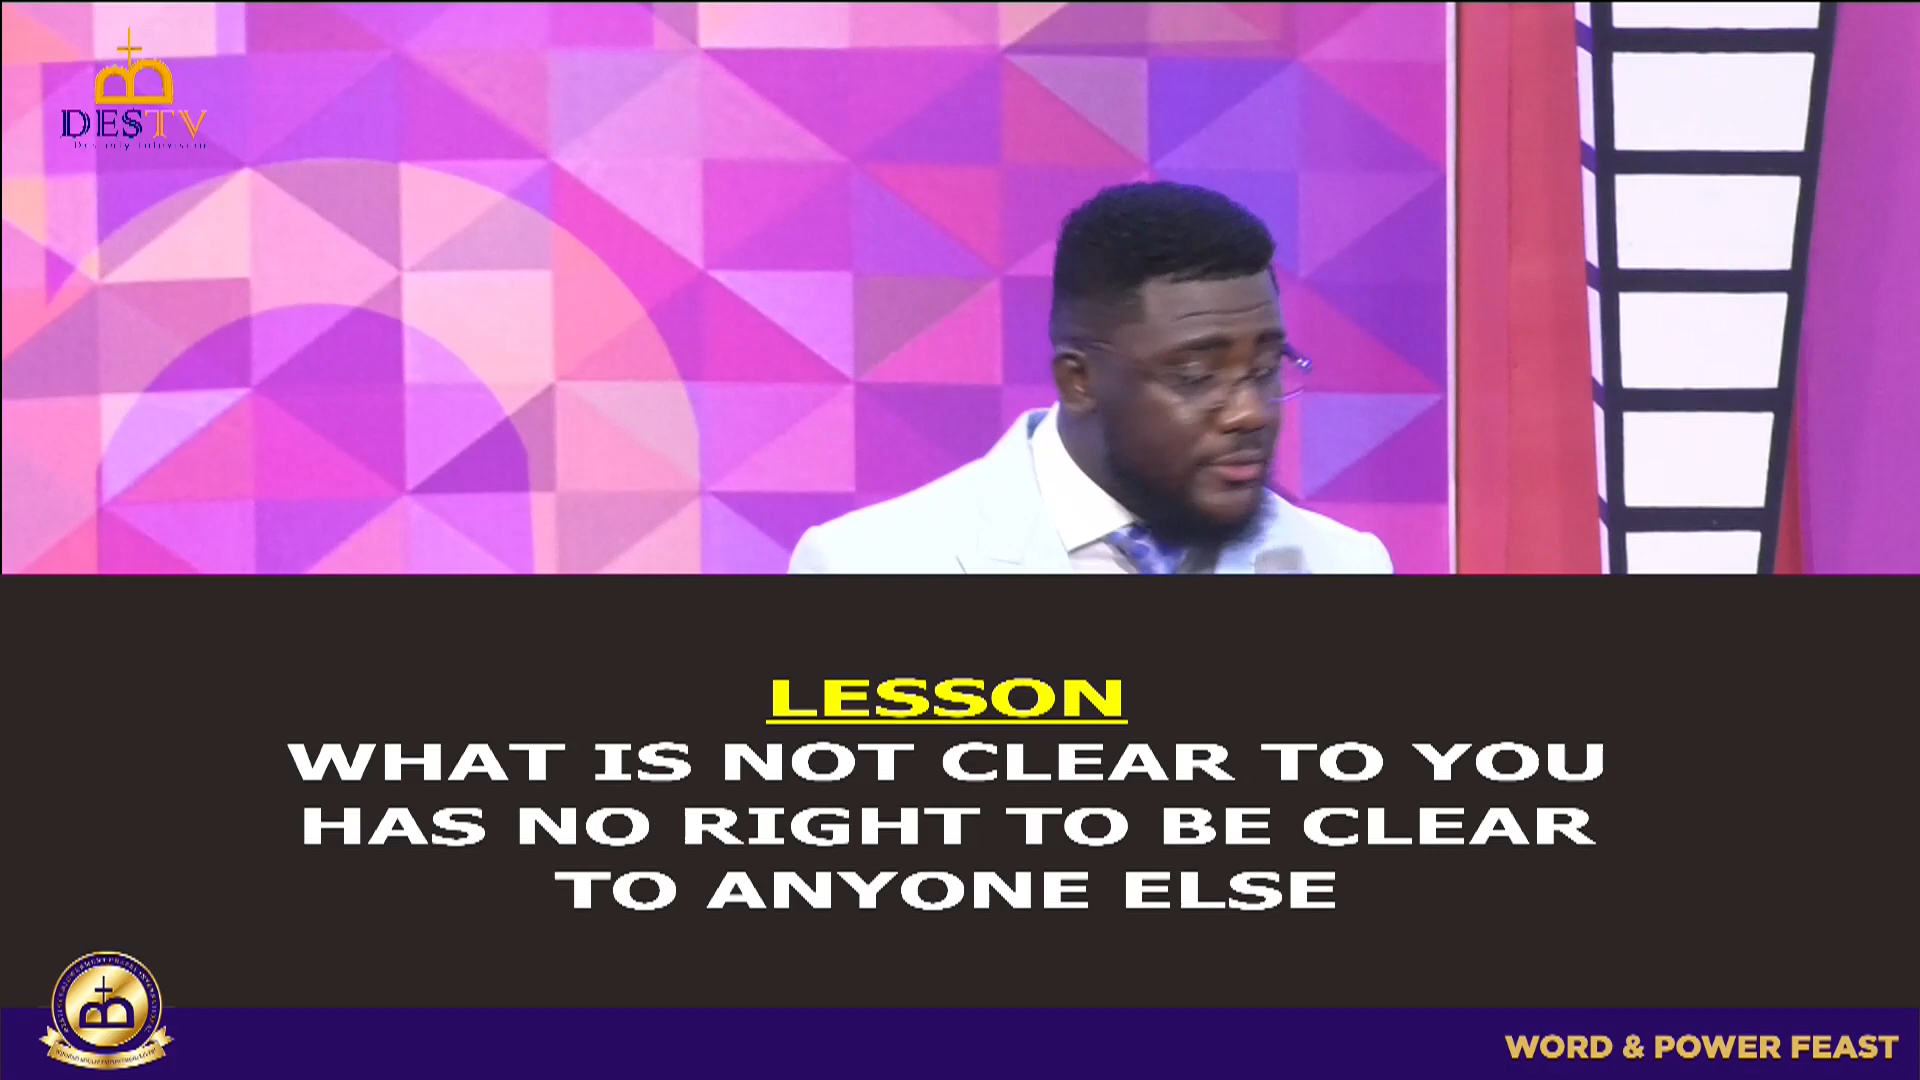 DESTV
LESSON
WHAT IS NOT CLEAR TO YOU
HAS NO RIGHT TO BE CLEAR
TO ANYONE ELSE
WORD & POWER FEAST